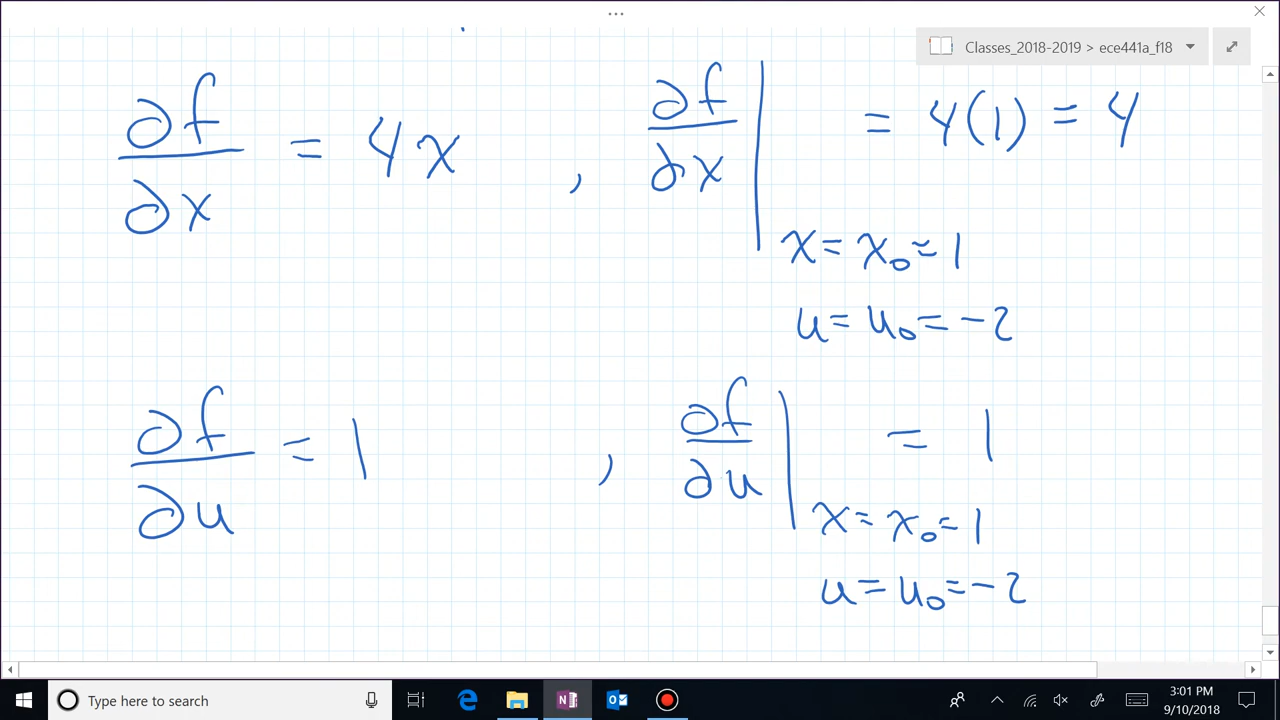 Classes_2018-2019 > ece441a_f18
∂f/∂x = 4x , ∂f/∂x | = 4(1) = 4
x = x₀ = 1
u = u₀ = -2
∂f/∂u = 1 , ∂f/∂u | = 1
x = x₀ = 1
u = u₀ = -2
Type here to search
3:01 PM
9/10/2018